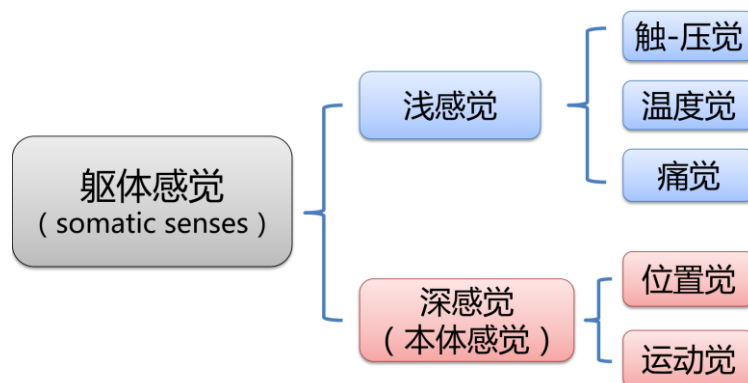 躯体感觉
（somatic senses）
浅感觉
触-压觉
温度觉
痛觉
深感觉
（本体感觉）
位置觉
运动觉